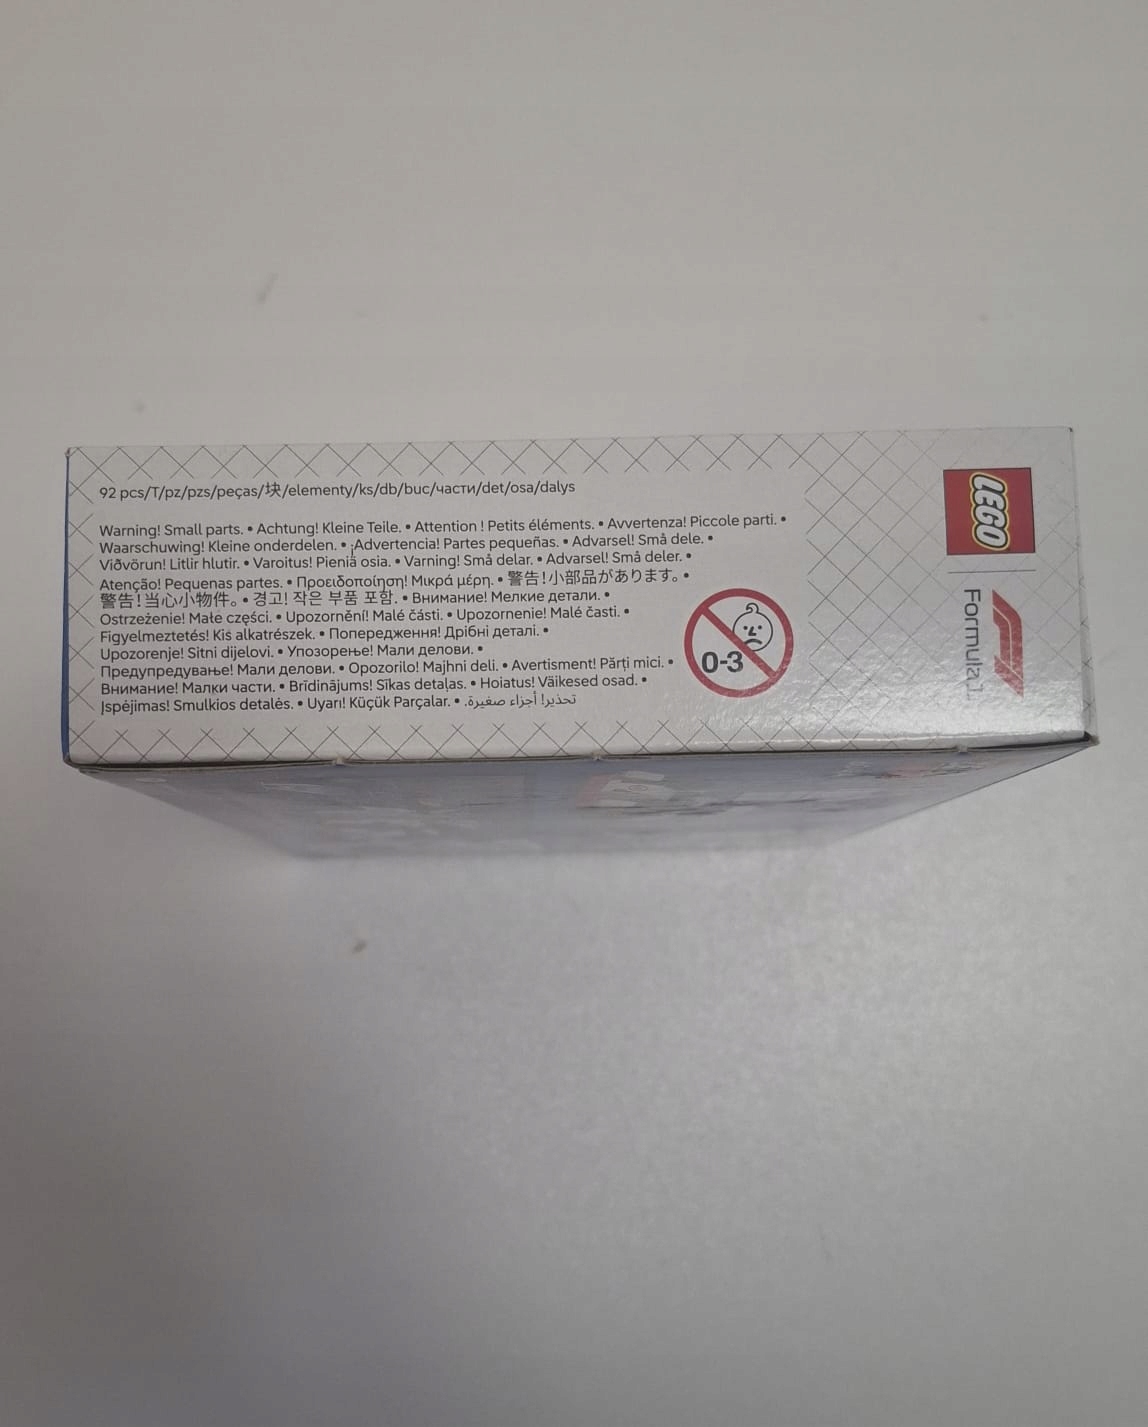 92 pcs/T/pz/pzs/peças/块/elementy/ks/db/buc/части/det/osa/dalys
Warning! Small parts. • Achtung! Kleine Teile. • Attention ! Petits éléments. • Avvertenza! Piccole parti. •
Waarschuwing! Kleine onderdelen. • ¡Advertencia! Partes pequeñas. • Advarsel! Små dele. •
Viðvörun! Litlir hlutir. • Varoitus! Pieniä osia. • Varning! Små delar. • Advarsel! Små deler. •
Atenção! Pequenas partes. • Προειδοποίηση! Μικρά μέρη. • 警告!小部品があります。 •
警告!当心小物件。 • 경고! 작은 부품 포함. • Внимание! Мелкие детали. •
Ostrzeżenie! Małe części. • Upozornění! Malé části. • Upozornenie! Malé časti. •
Figyelmeztetés! Kis alkatrészek. • Попередження! Дрібні деталі. •
Upozorenje! Sitni dijelovi. • Упозорење! Мали делови. •
Предупредување! Мали делови. • Opozorilo! Majhni deli. • Avertisment! Părți mici. •
Внимание! Малки части. • Brīdinājums! Sīkas detaļas. • Hoiatus! Väikesed osad. •
Įspėjimas! Smulkios detalės. • Uyarı! Küçük Parçalar. • تحذير! أجزاء صغيرة.
0-3
LEGO
F1
Formula 1